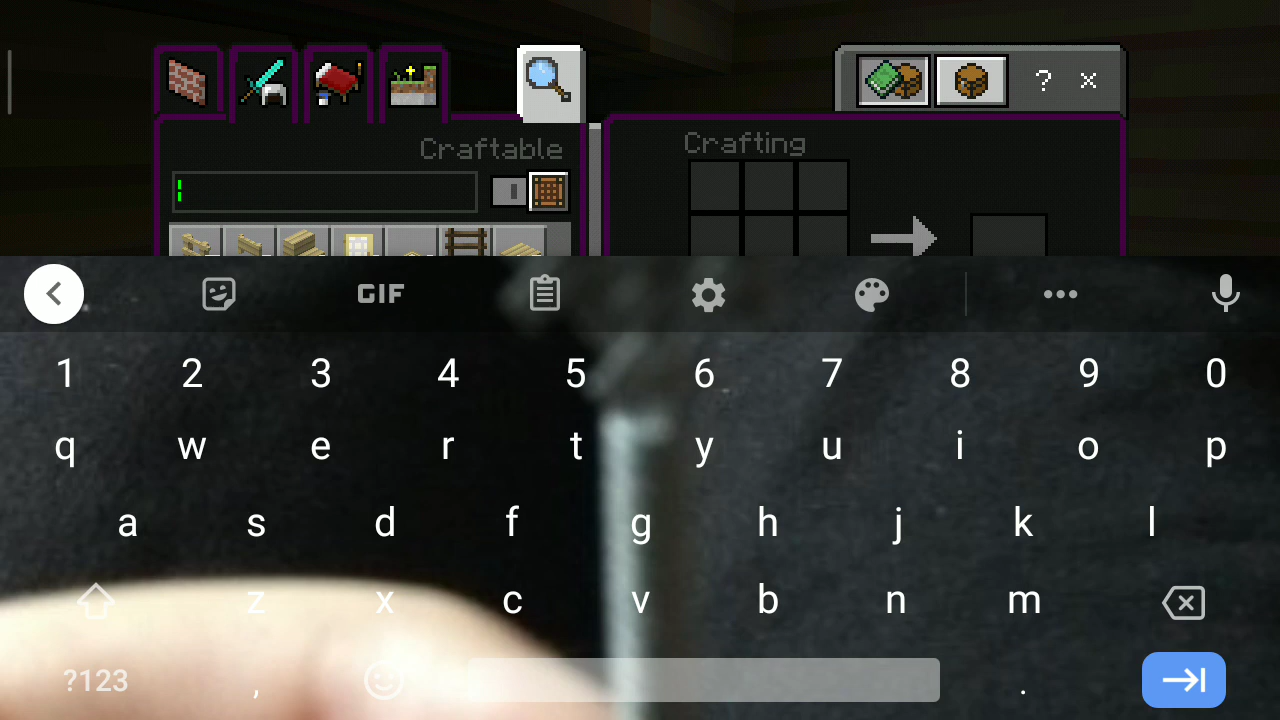 ? ×
Craftable
Crafting
GIF
1 2 3 4 5 6 7 8 9 0
q w e r t y u i o p
a s d f g h j k l
z x c v b n m
?123 , .